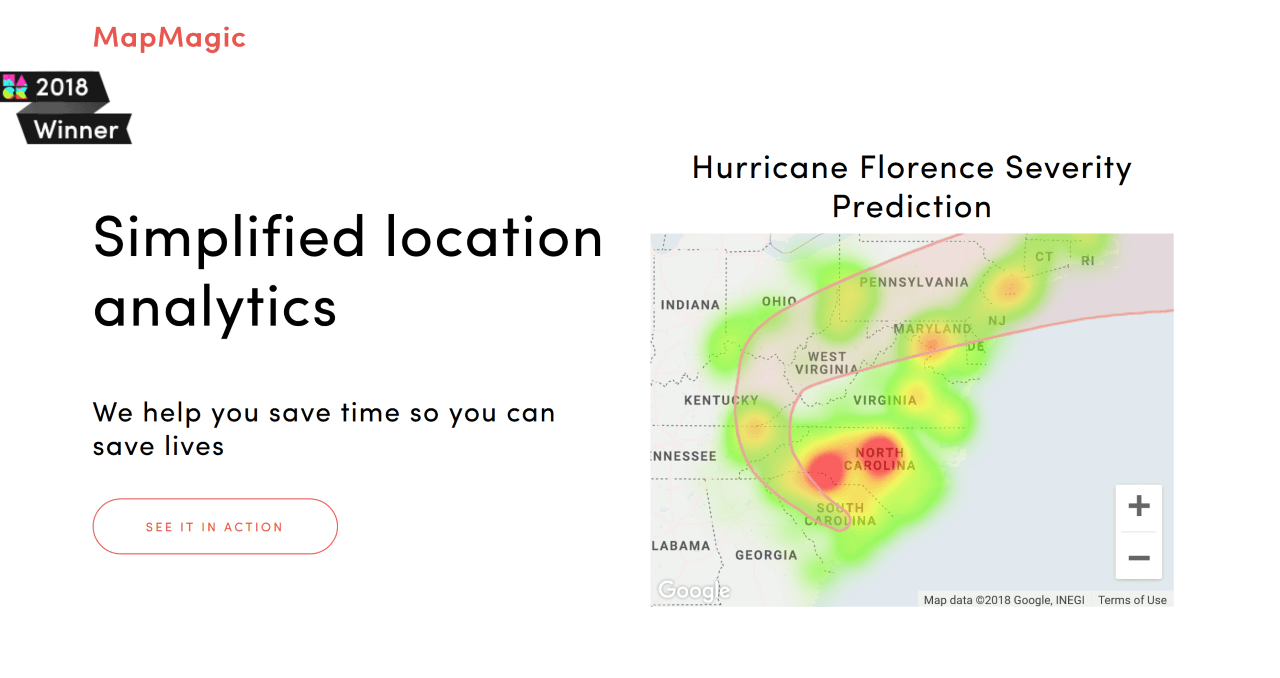 MapMagic
2018
Winner
Simplified location
analytics
We help you save time so you can
save lives
SEE IT IN ACTION
Hurricane Florence Severity
Prediction
CT
RI
PENNSYLVANIA
INDIANA
OHIO
NJ
MARYLAND
DE
WEST
VIRGINIA
KENTUCKY
VIRGINIA
ENNESSEE
NORTH
CAROLINA
SOUTH
CAROLINA
LABAMA
GEORGIA
+
−
Google
Map data ©2018 Google, INEGI
Terms of Use